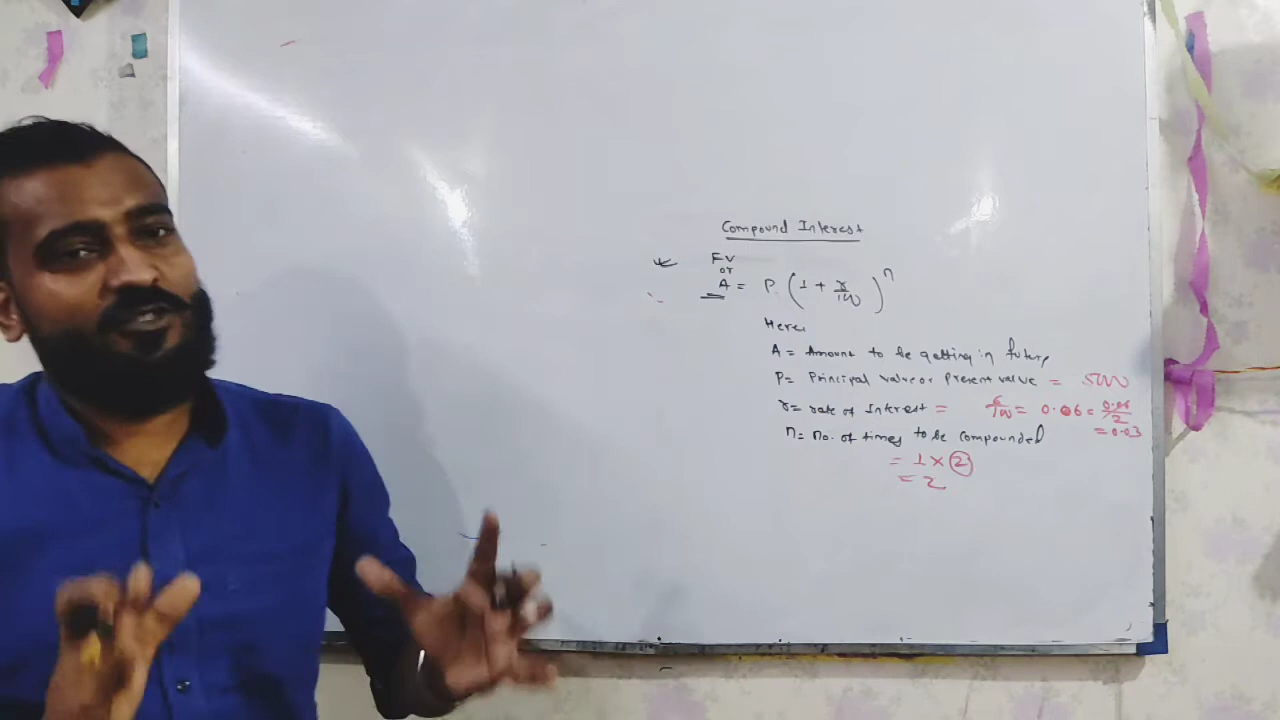 Compound Interest
FV
or
A = P (1 + r/100)^n
Here,
A = Amount to be getting in future
P = Principal value or Present value = 5000
r = rate of Interest = 6/100 = 0.06 = 0.06/2
= 0.03
n = no. of times to be compounded
= 1 × 2
= 2